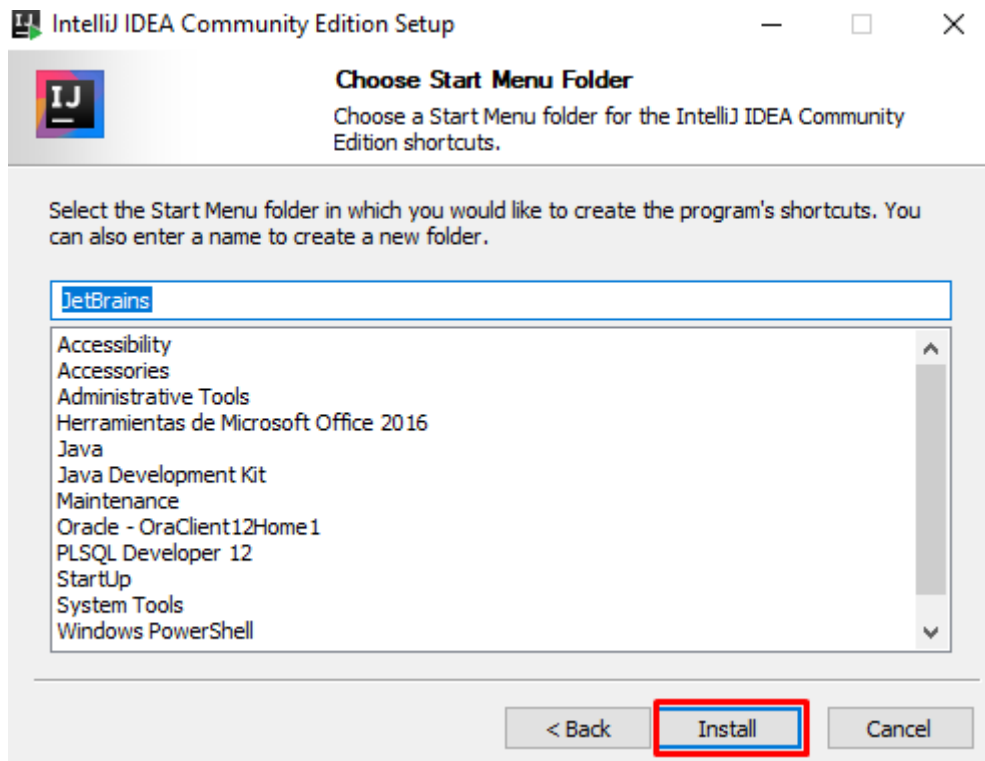 IntelliJ IDEA Community Edition Setup
IJ
Choose Start Menu Folder
Choose a Start Menu folder for the IntelliJ IDEA Community
Edition shortcuts.
Select the Start Menu folder in which you would like to create the program's shortcuts. You
can also enter a name to create a new folder.
JetBrains
Accessibility
Accessories
Administrative Tools
Herramientas de Microsoft Office 2016
Java
Java Development Kit
Maintenance
Oracle - OraClient12Home1
PLSQL Developer 12
StartUp
System Tools
Windows PowerShell
< Back
Install
Cancel